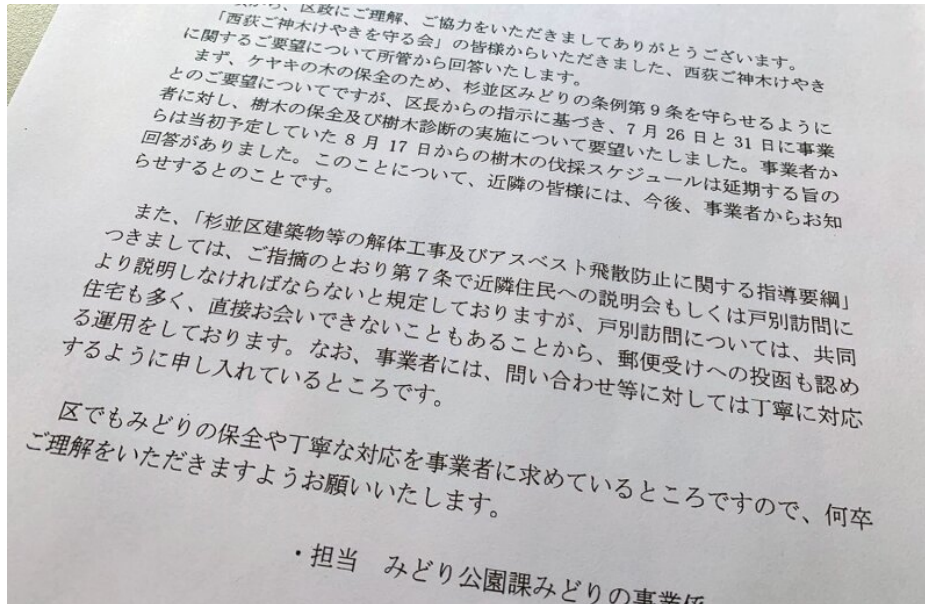 から、区政にご理解、ご協力をいただきましてありがとうございます。
「西荻ご神木けやきを守る会」の皆様からいただきました、西荻ご神木けやき
に関するご要望について所管から回答いたします。
まず、ケヤキの木の保全のため、杉並区みどりの条例第9条を守らせるように
とのご要望についてですが、区長からの指示に基づき、7月26日と31日に事業
者に対し、樹木の保全及び樹木診断の実施について要望いたしました。事業者か
らは当初予定していた8月17日からの樹木の伐採スケジュールは延期する旨の
回答がありました。このことについて、近隣の皆様には、今後、事業者からお知
らせするとのことです。
また、「杉並区建築物等の解体工事及びアスベスト飛散防止に関する指導要綱」
つきましては、ご指摘のとおり第7条で近隣住民への説明会もしくは戸別訪問に
より説明しなければならないと規定しておりますが、戸別訪問については、共同
住宅も多く、直接お会いできないこともあることから、郵便受けへの投函も認め
る運用をしております。なお、事業者には、問い合わせ等に対しては丁寧に対応
するように申し入れているところです。
区でもみどりの保全や丁寧な対応を事業者に求めているところですので、何卒
ご理解をいただきますようお願いいたします。
・担当 みどり公園課みどりの事業係